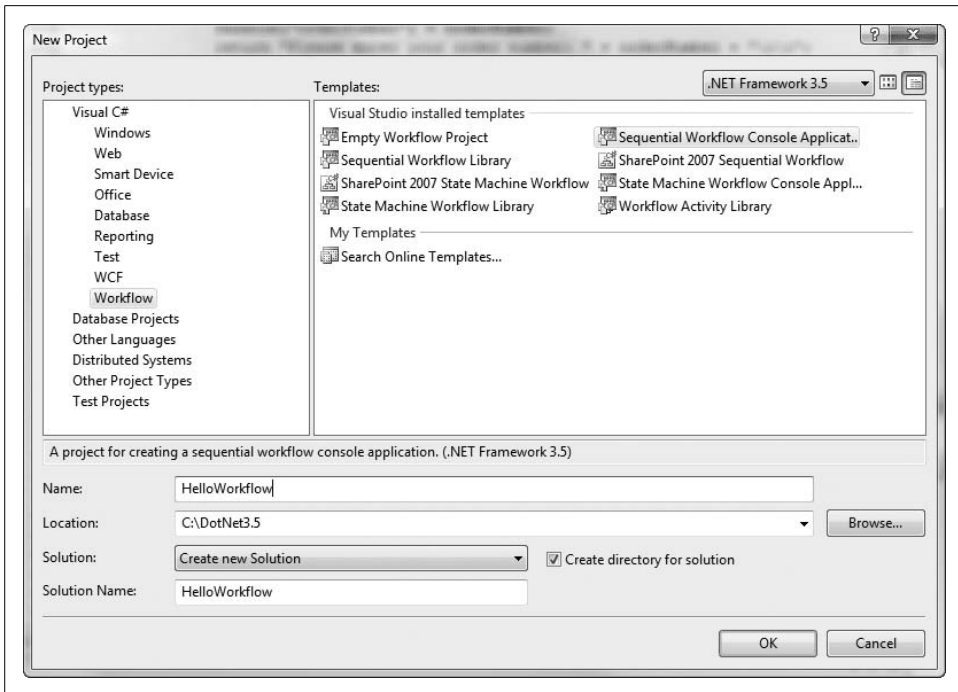 New Project
Project types:
Templates:
.NET Framework 3.5
Visual C#
Windows
Web
Smart Device
Office
Database
Reporting
Test
WCF
Workflow
Database Projects
Other Languages
Distributed Systems
Other Project Types
Test Projects
Visual Studio installed templates
Empty Workflow Project
Sequential Workflow Console Applicat..
Sequential Workflow Library
SharePoint 2007 Sequential Workflow
SharePoint 2007 State Machine Workflow
State Machine Workflow Console Appl...
State Machine Workflow Library
Workflow Activity Library
My Templates
Search Online Templates...
A project for creating a sequential workflow console application. (.NET Framework 3.5)
Name:
HelloWorkflow
Location:
C:\DotNet3.5
Browse...
Solution:
Create new Solution
Create directory for solution
Solution Name:
HelloWorkflow
OK
Cancel